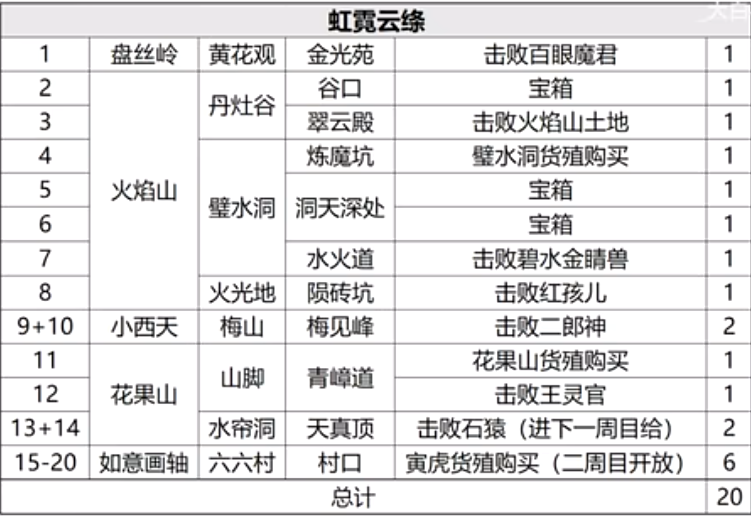 虹霓云绦
1 盘丝岭 黄花观 金光苑 击败百眼魔君 1
2 火焰山 丹灶谷 谷口 宝箱 1
3 翠云殿 击败火焰山土地 1
4 璧水洞 炼魔坑 璧水洞货殖购买 1
5 洞天深处 宝箱 1
6 宝箱 1
7 水火道 击败碧水金睛兽 1
8 火光地 陨砖坑 击败红孩儿 1
9+10 小西天 梅山 梅见峰 击败二郎神 2
11 花果山 山脚 青嶂道 花果山货殖购买 1
12 击败王灵官 1
13+14 水帘洞 天真顶 击败石猿（进下一周目给） 2
15-20 如意画轴 六六村 村口 寅虎货殖购买（二周目开放） 6
总计 20